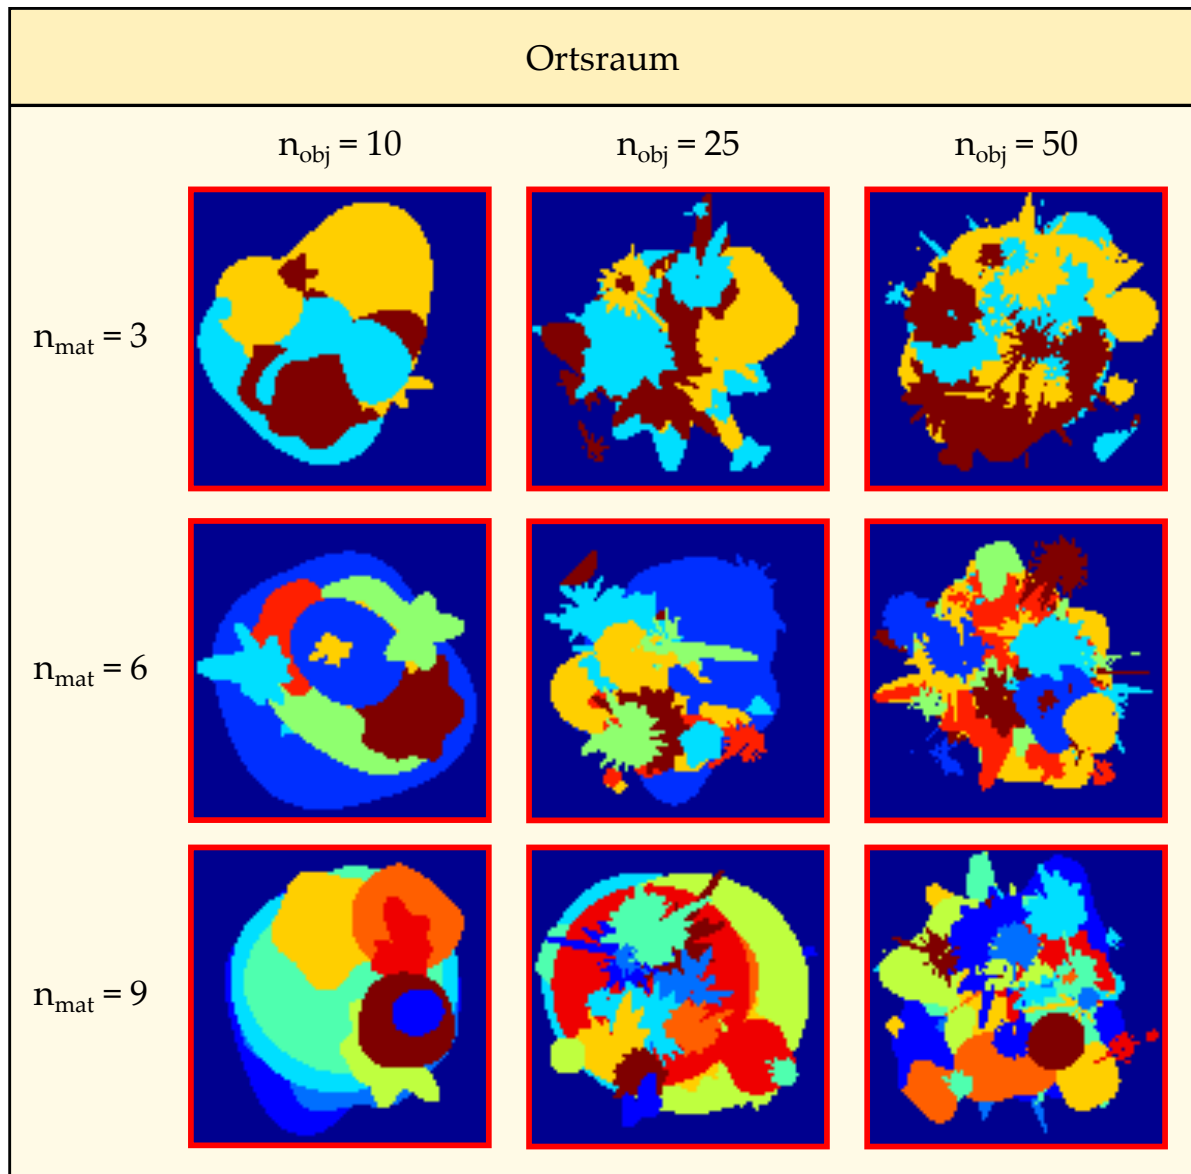 Ortsraum
n_obj = 10 n_obj = 25 n_obj = 50
n_mat = 3
n_mat = 6
n_mat = 9